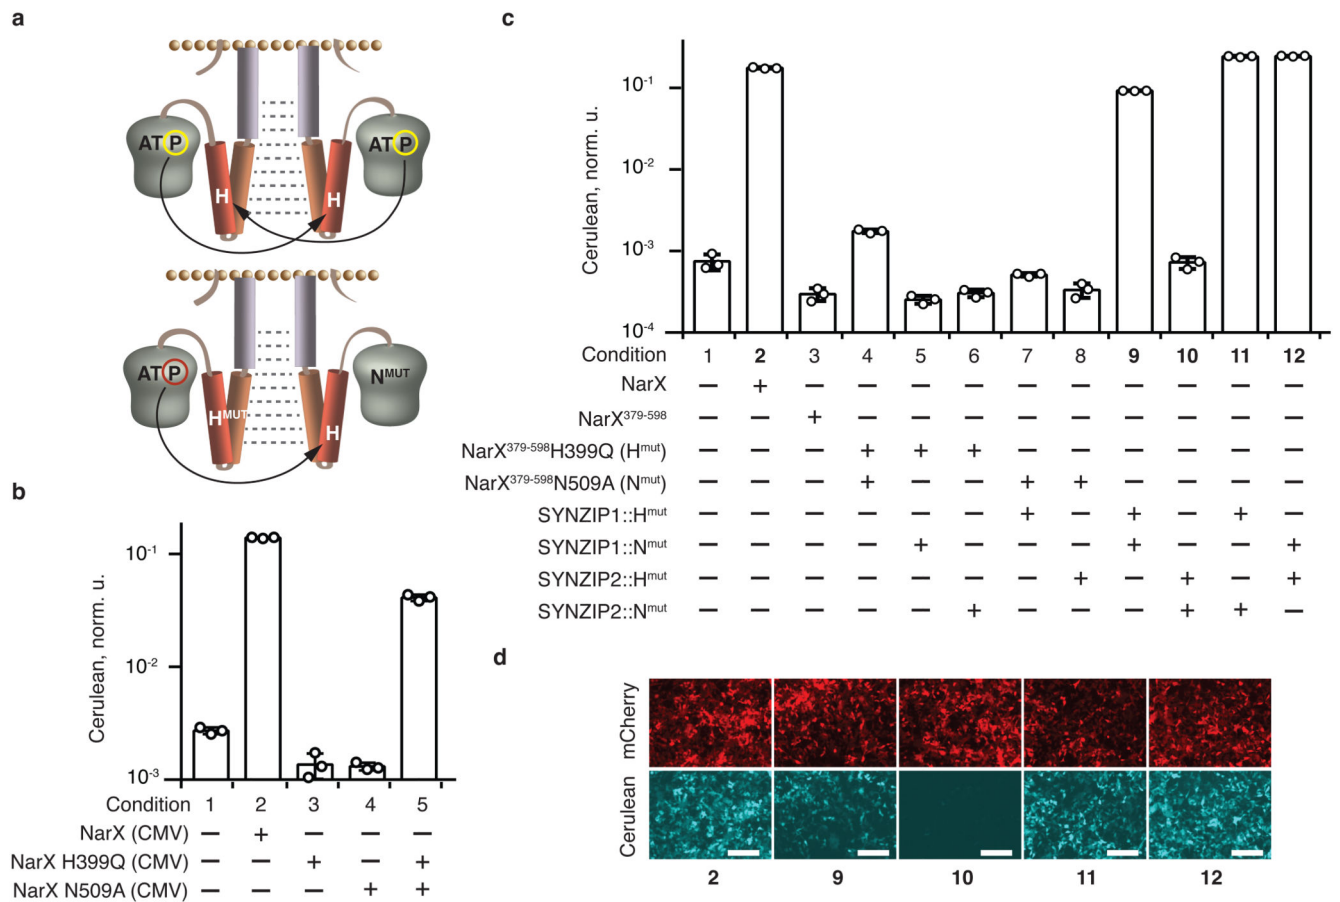 a
AT P
H
H
AT P
AT P
H^MUT
H
N^MUT
b
Cerulean, norm. u.
10^-1
10^-2
10^-3
Condition 1 2 3 4 5
NarX (CMV) — + — — —
NarX H399Q (CMV) — — + — +
NarX N509A (CMV) — — — + +
c
Cerulean, norm. u.
10^-1
10^-2
10^-3
10^-4
Condition 1 2 3 4 5 6 7 8 9 10 11 12
NarX — + — — — — — — — — — —
NarX^379-598 — — + — — — — — — — — —
NarX^379-598H399Q (H^mut) — — — + + + — — — — — —
NarX^379-598N509A (N^mut) — — — + — — + + — — — —
SYNZIP1::H^mut — — — — — — + — + — + —
SYNZIP1::N^mut — — — — + — — — + — — +
SYNZIP2::H^mut — — — — — — — + — + — +
SYNZIP2::N^mut — — — — — + — — — + + —
d
mCherry
Cerulean
2 9 10 11 12